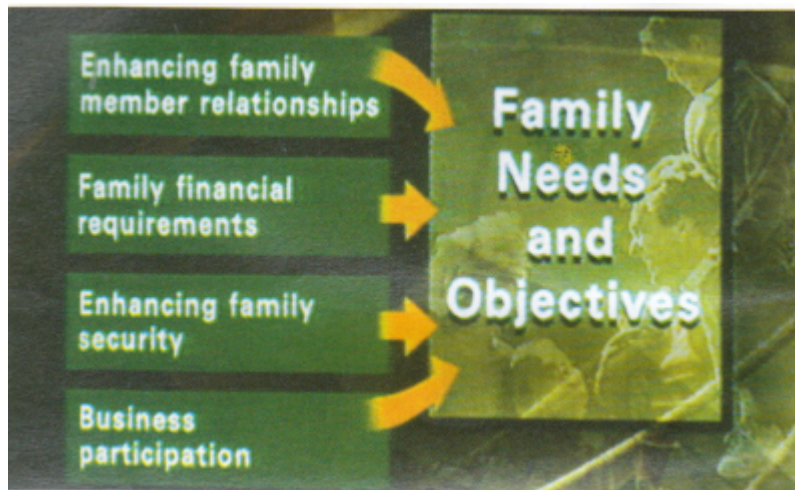 Enhancing family
member relationships
Family financial
requirements
Enhancing family
security
Business
participation
Family
Needs
and
Objectives